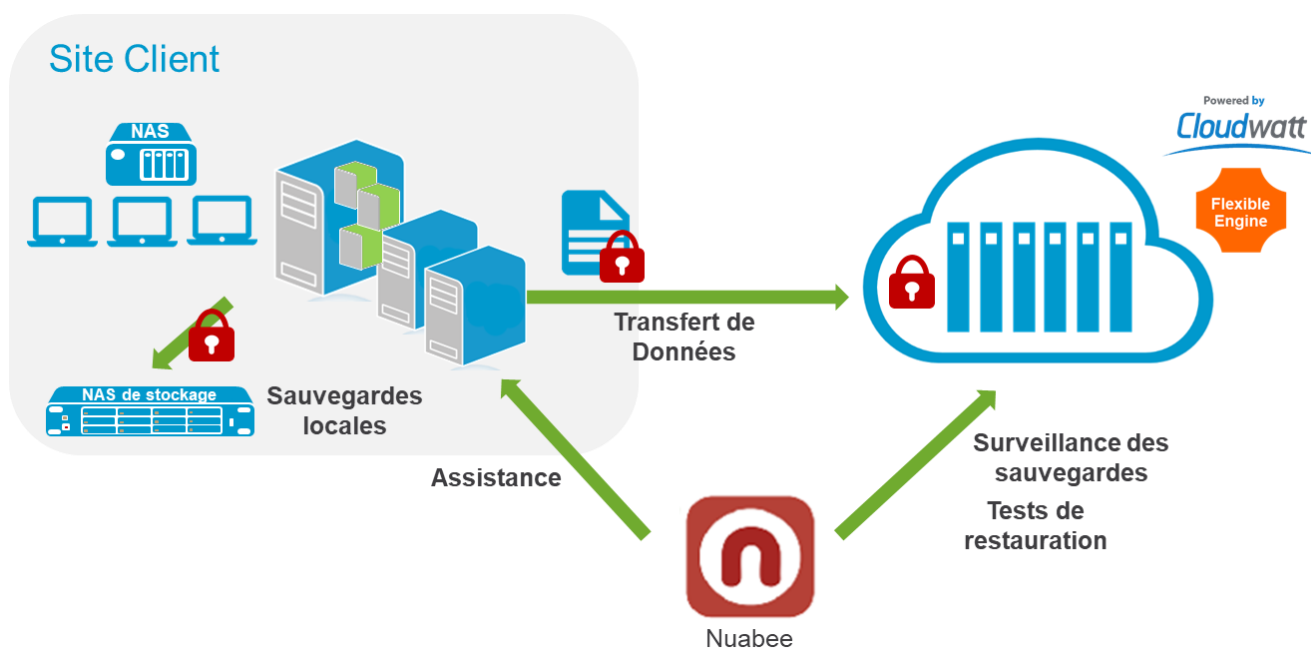 Site Client
NAS
NAS de stockage
Sauvegardes
locales
Transfert de
Données
Powered by
Cloudwatt
Flexible
Engine
Assistance
Surveillance des
sauvegardes
Tests de
restauration
n
Nuabee